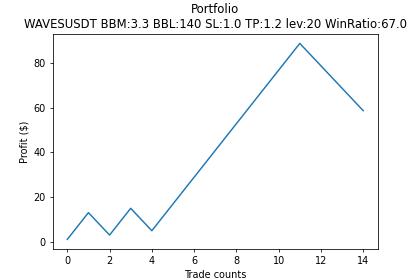 Portfolio
WAVESUSDT BBM:3.3 BBL:140 SL:1.0 TP:1.2 lev:20 WinRatio:67.0
80
60
40
20
0
Profit ($)
0 2 4 6 8 10 12 14
Trade counts